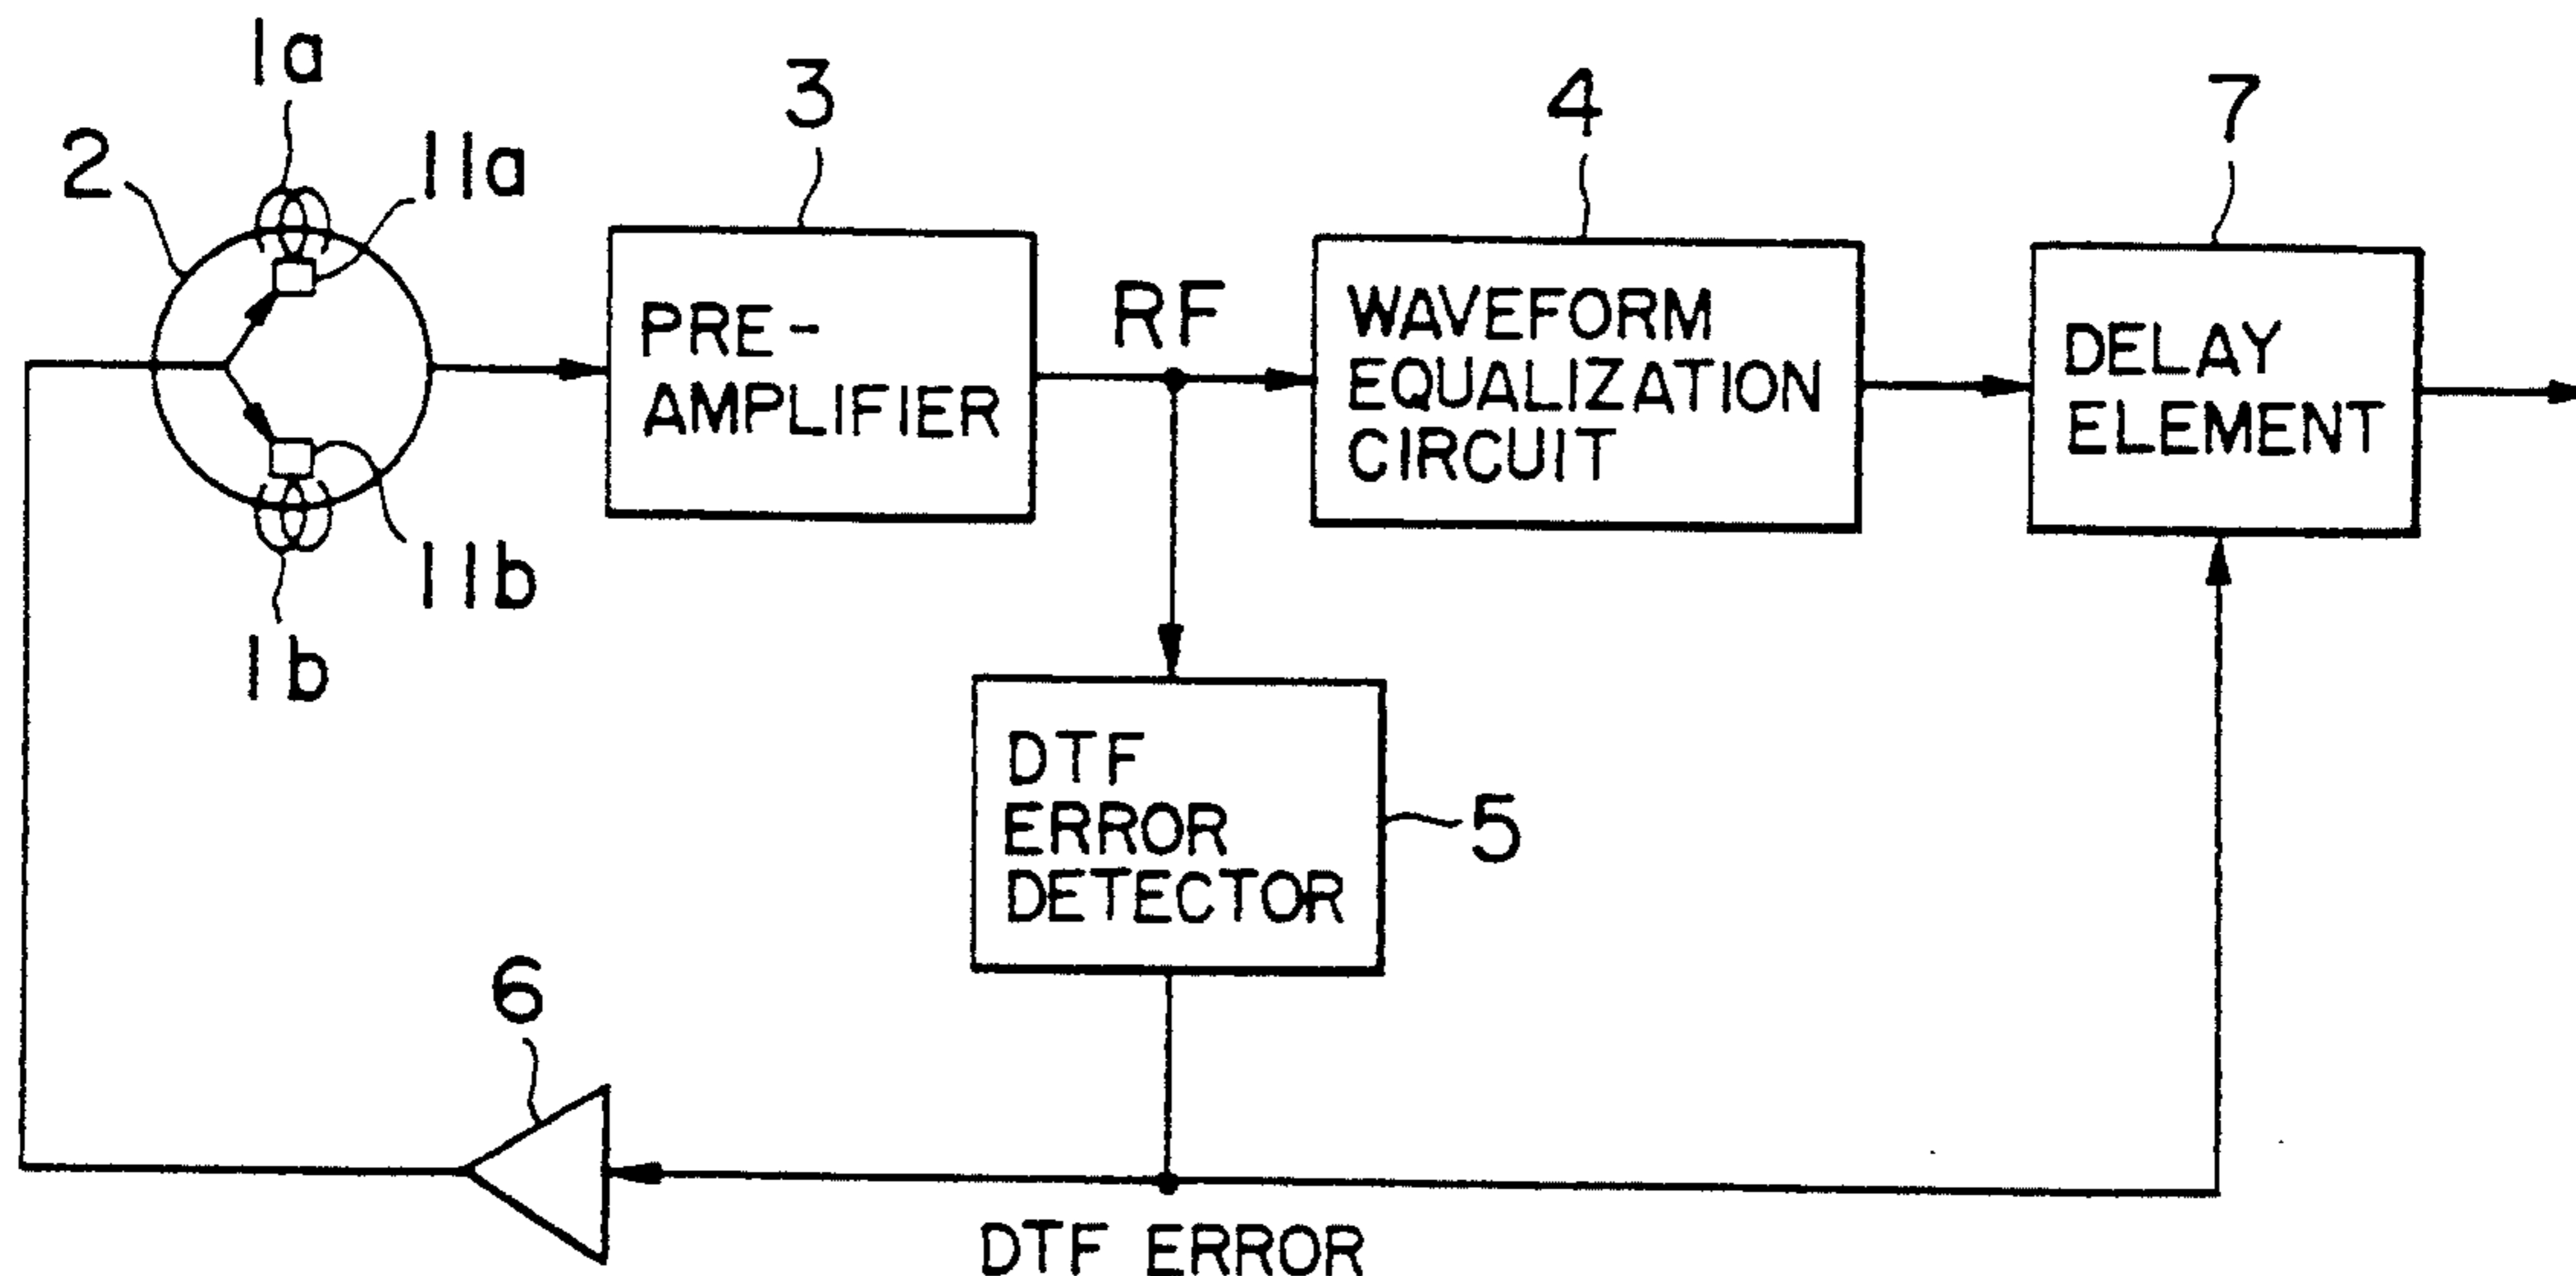 1a
2
11a
3
4
7
PRE-
AMPLIFIER
RF
WAVEFORM
EQUALIZATION
CIRCUIT
DELAY
ELEMENT
11b
1b
DTF
ERROR
DETECTOR
5
6
DTF ERROR